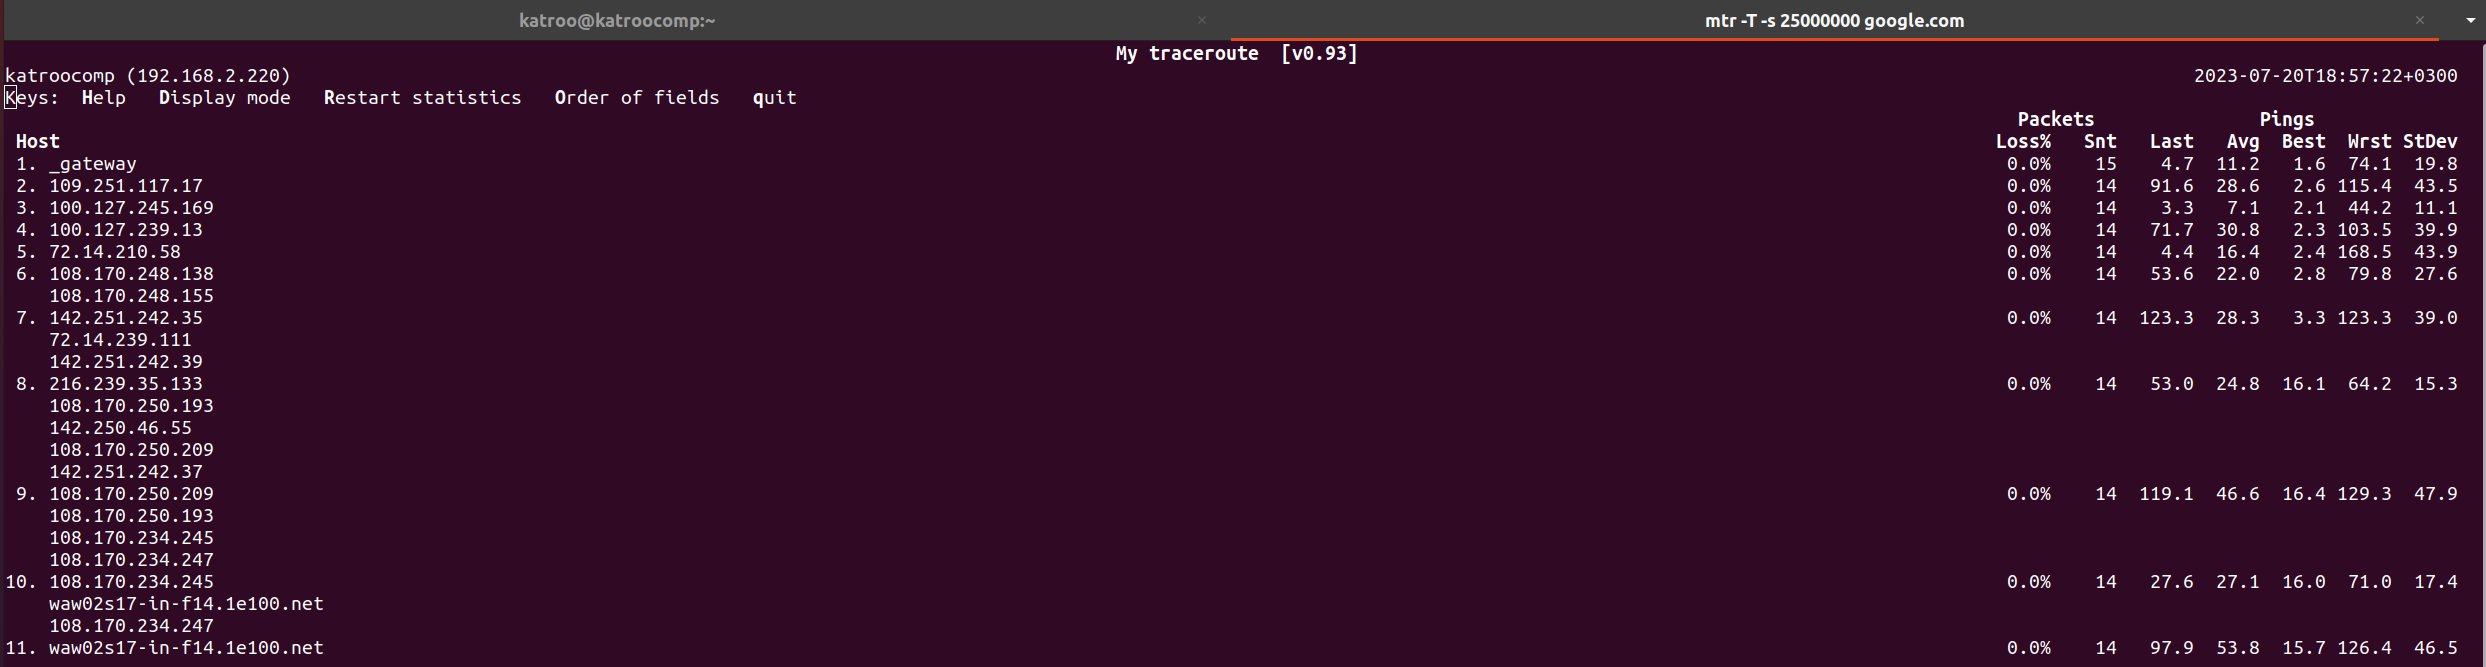 katroo@katroocomp:~ × mtr -T -s 25000000 google.com ×
My traceroute [v0.93]
katroocomp (192.168.2.220) 2023-07-20T18:57:22+0300
Keys: Help Display mode Restart statistics Order of fields quit
Packets Pings
Host Loss% Snt Last Avg Best Wrst StDev
1. _gateway 0.0% 15 4.7 11.2 1.6 74.1 19.8
2. 109.251.117.17 0.0% 14 91.6 28.6 2.6 115.4 43.5
3. 100.127.245.169 0.0% 14 3.3 7.1 2.1 44.2 11.1
4. 100.127.239.13 0.0% 14 71.7 30.8 2.3 103.5 39.9
5. 72.14.210.58 0.0% 14 4.4 16.4 2.4 168.5 43.9
6. 108.170.248.138 0.0% 14 53.6 22.0 2.8 79.8 27.6
108.170.248.155
7. 142.251.242.35 0.0% 14 123.3 28.3 3.3 123.3 39.0
72.14.239.111
142.251.242.39
8. 216.239.35.133 0.0% 14 53.0 24.8 16.1 64.2 15.3
108.170.250.193
142.250.46.55
108.170.250.209
142.251.242.37
9. 108.170.250.209 0.0% 14 119.1 46.6 16.4 129.3 47.9
108.170.250.193
108.170.234.245
108.170.234.247
10. 108.170.234.245 0.0% 14 27.6 27.1 16.0 71.0 17.4
waw02s17-in-f14.1e100.net
108.170.234.247
11. waw02s17-in-f14.1e100.net 0.0% 14 97.9 53.8 15.7 126.4 46.5